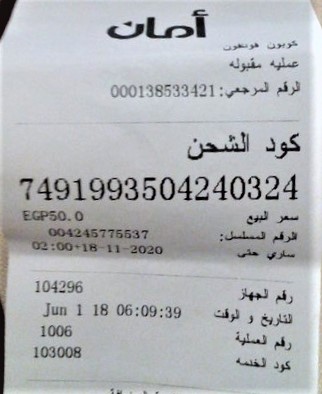 أمان
كوبون فودافون
عملية مقبوله
الرقم المرجعي: 000138533421
كود الشحن
7491993504240324
سعر البيع EGP50.0
الرقم المسلسل: 004245775537
ساري حتى 02:00+18-11-2020
رقم الجهاز 104296
التاريخ و الوقت Jun 1 18 06:09:39
رقم العملية 1006
كود الخدمه 103008